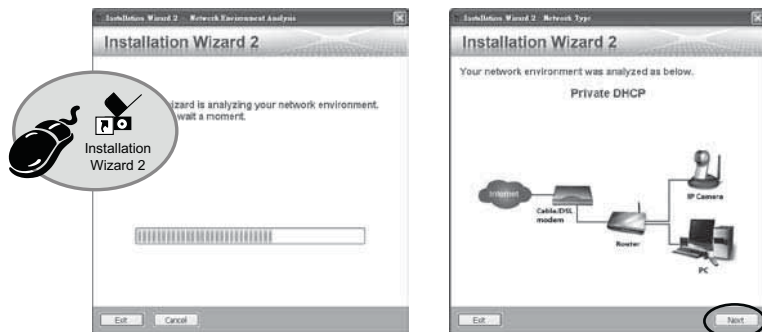 Installation Wizard 2 Network Environment Analysis
Installation Wizard 2
izard is analyzing your network environment.
wait a moment.
Installation
Wizard 2
Exit
Cancel
Installation Wizard 2 Network Type
Installation Wizard 2
Your network environment was analyzed as below.
Private DHCP
Internet
Cable/DSL
modem
Router
IP Camera
PC
Exit
Next